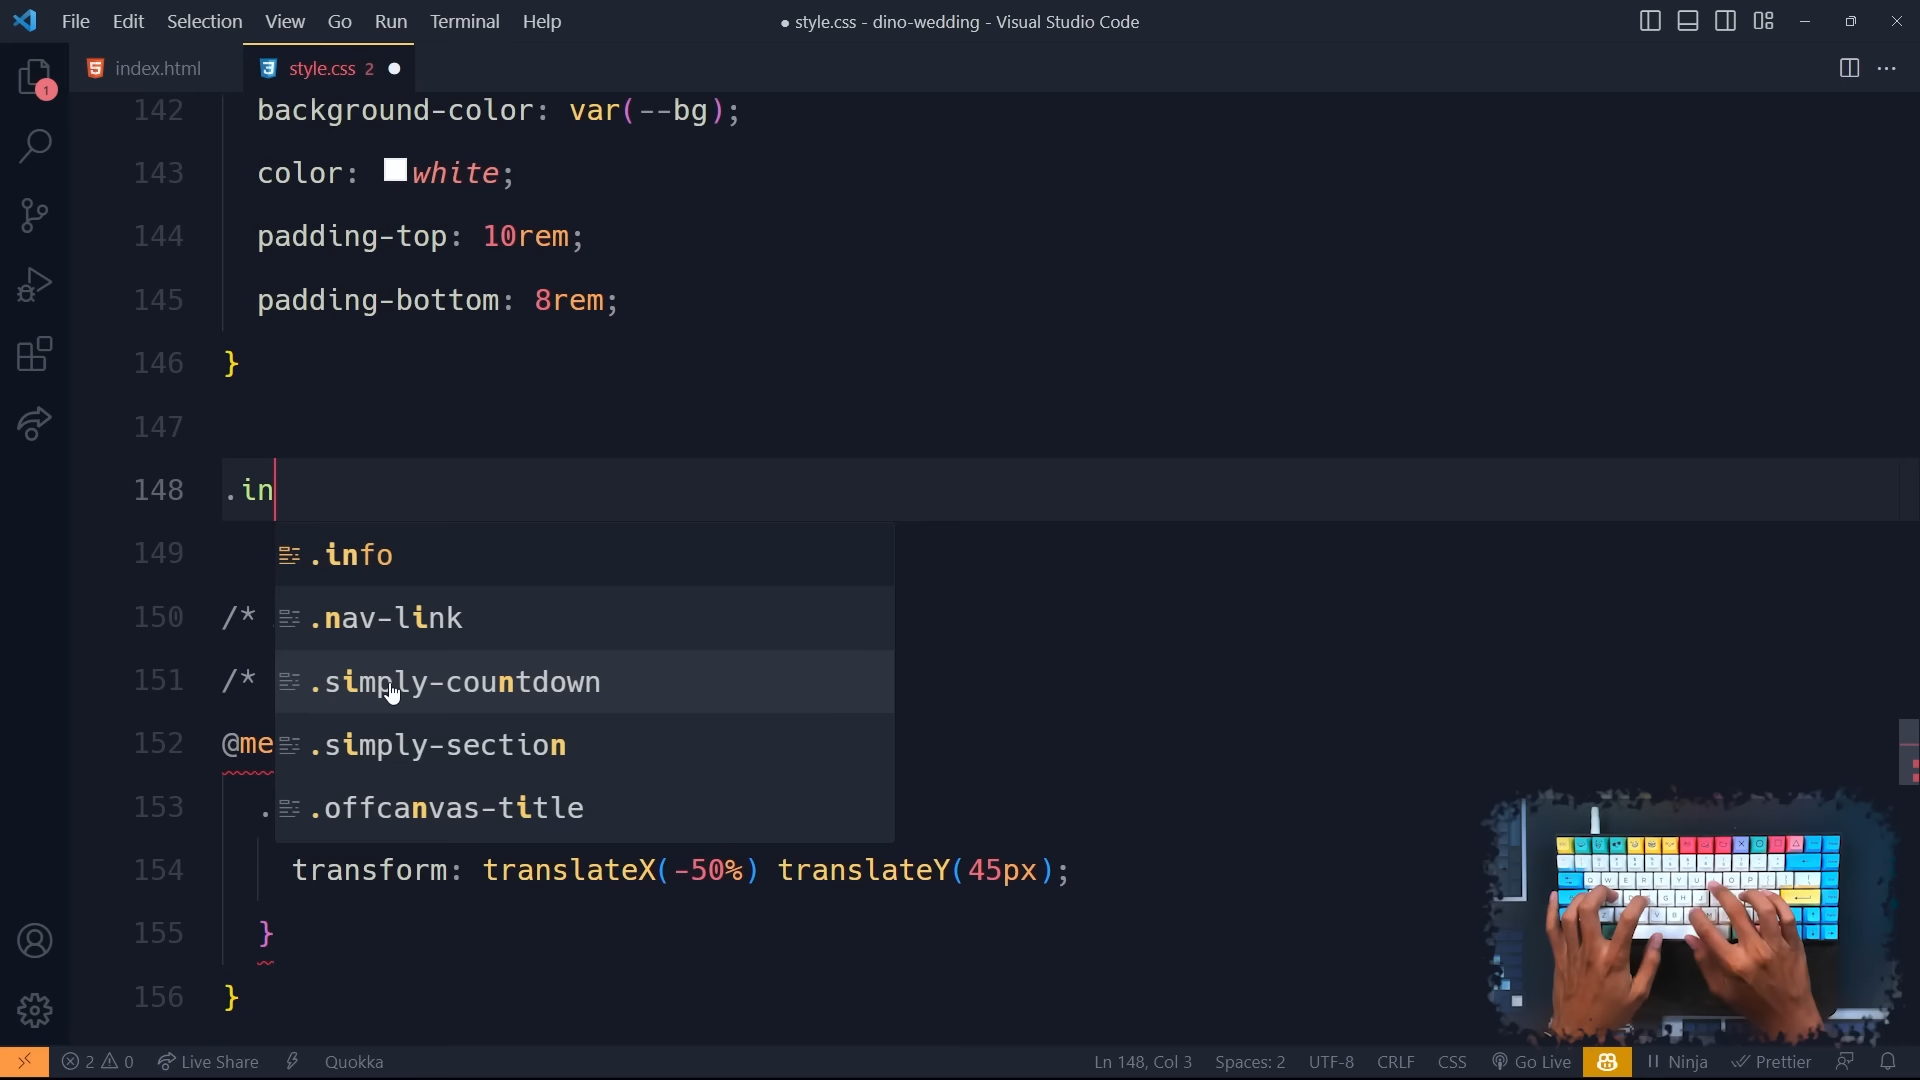 File Edit Selection View Go Run Terminal Help
● style.css - dino-wedding - Visual Studio Code
index.html
style.css 2
142 background-color: var(--bg);
143 color: white;
144 padding-top: 10rem;
145 padding-bottom: 8rem;
146 }
147
148 .in
149 .info
150 /* .nav-link
151 /* .simply-countdown
152 @me .simply-section
153 . .offcanvas-title
154 transform: translateX(-50%) translateY(45px);
155 }
156 }
1
2 0 Live Share Quokka
Ln 148, Col 3 Spaces: 2 UTF-8 CRLF CSS Go Live Ninja Prettier